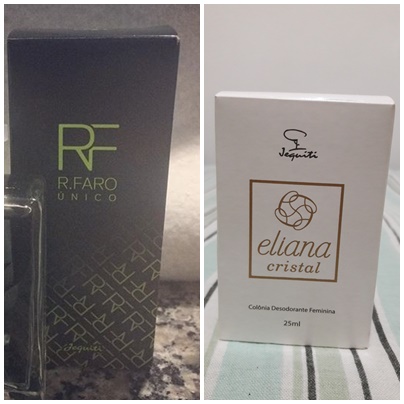 RF
R.FARO
ÚNICO
Jequiti
Jequiti
eliana
cristal
Colônia Desodorante Feminina
25ml